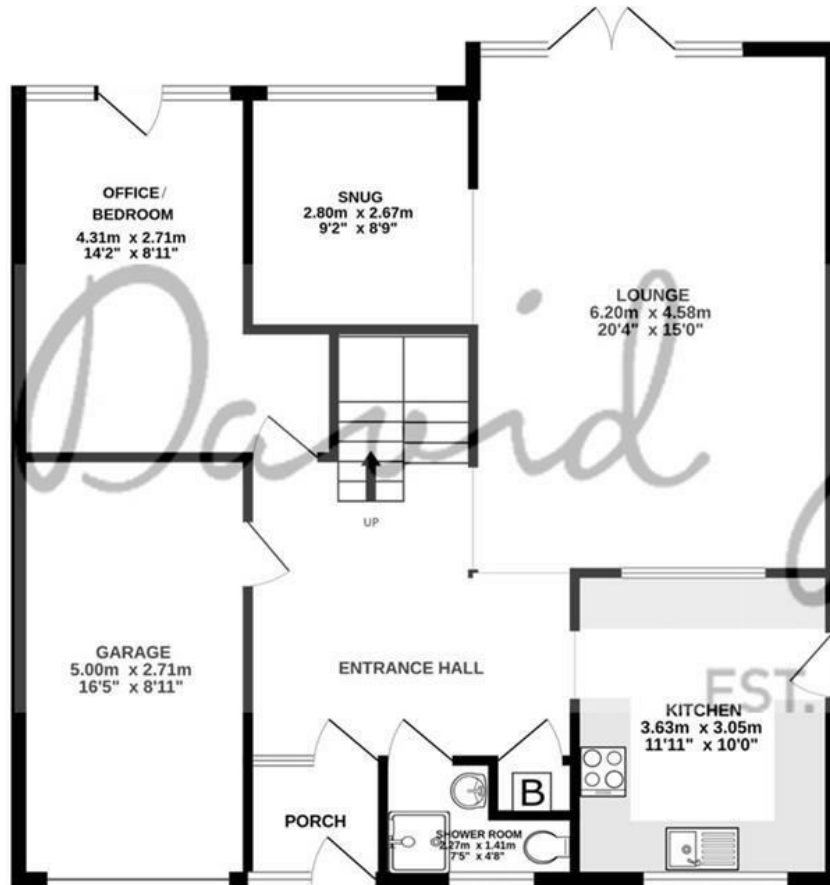 OFFICE/
BEDROOM
4.31m x 2.71m
14'2" x 8'11"
SNUG
2.80m x 2.67m
9'2" x 8'9"
LOUNGE
6.20m x 4.58m
20'4" x 15'0"
David
UP
GARAGE
5.00m x 2.71m
16'5" x 8'11"
ENTRANCE HALL
EST.
KITCHEN
3.63m x 3.05m
11'11" x 10'0"
B
PORCH
SHOWER ROOM
2.27m x 1.41m
7'5" x 4'8"